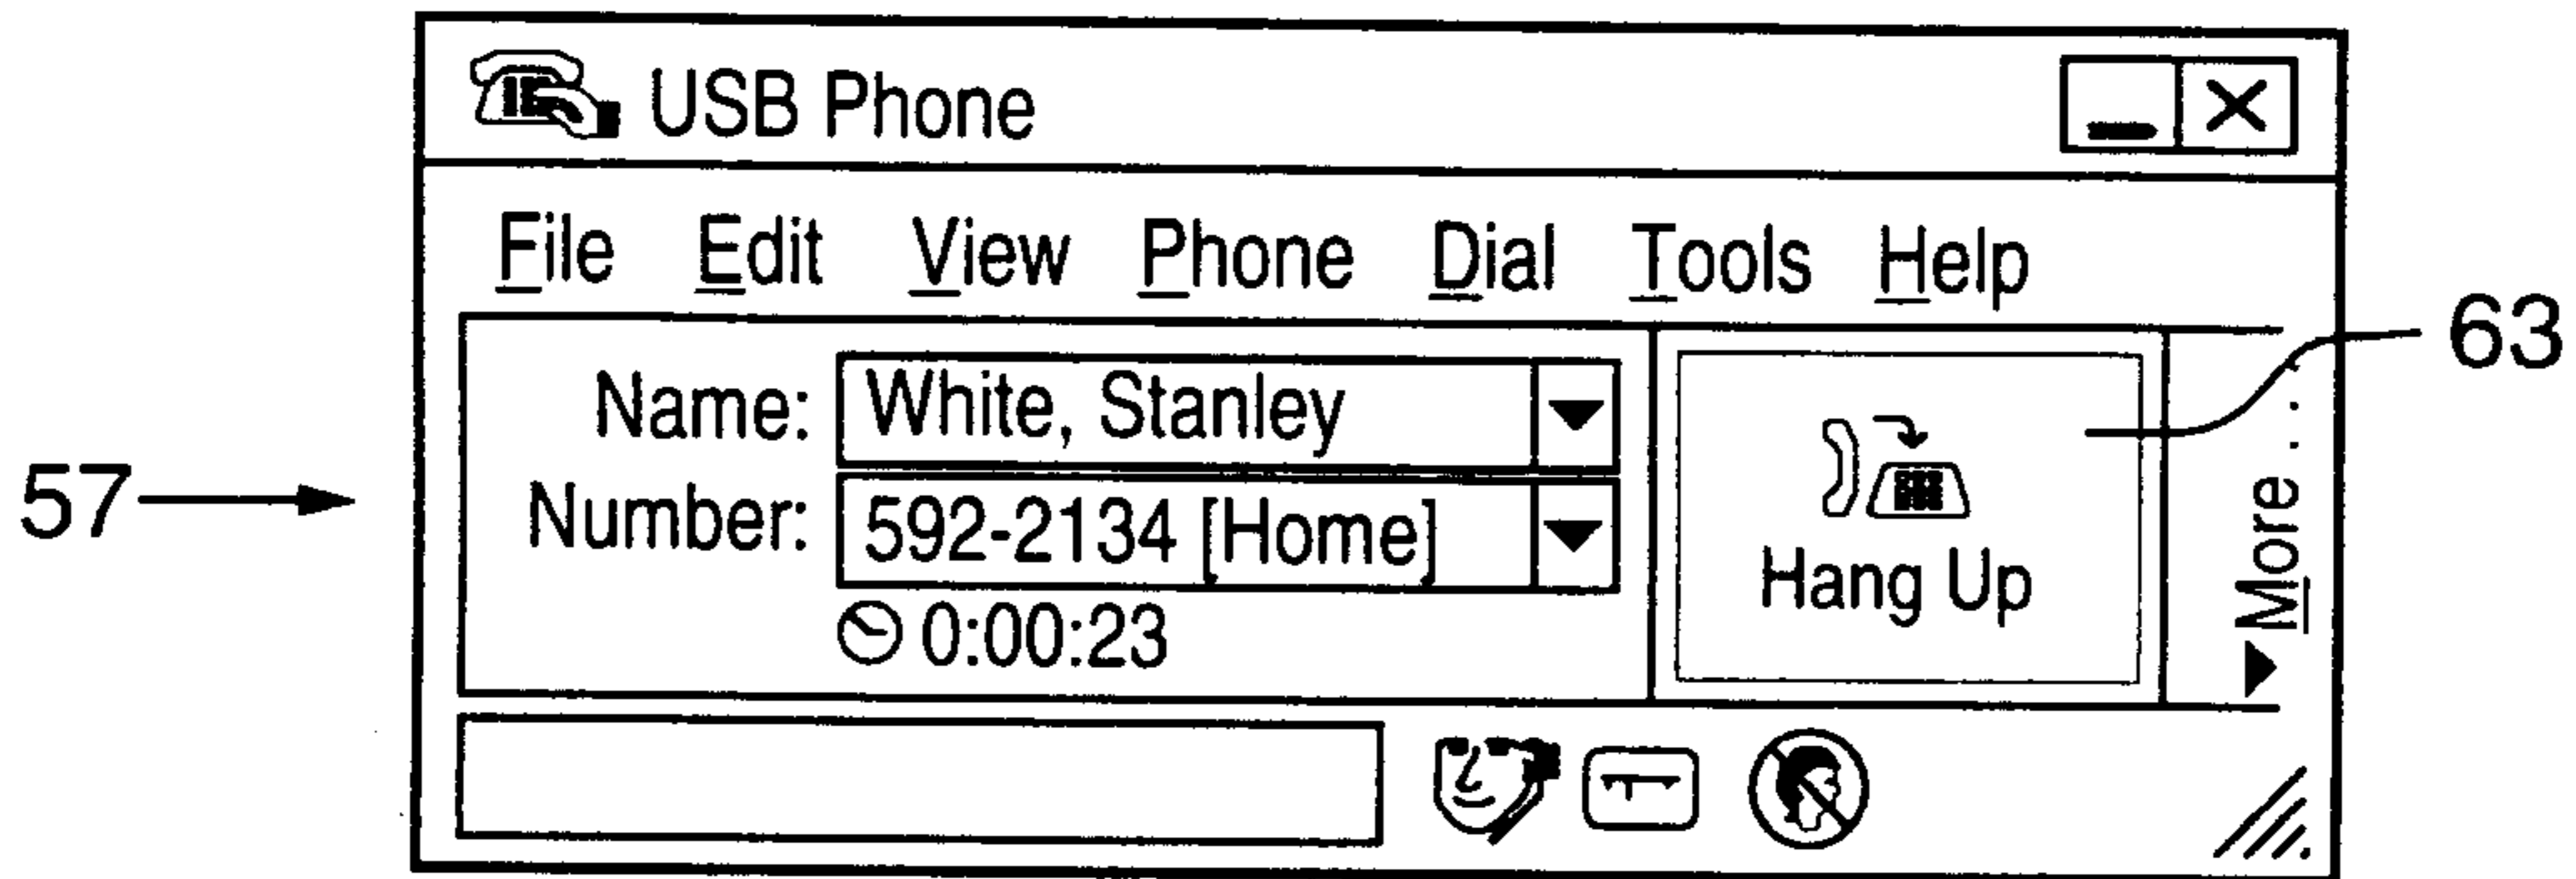 USB Phone
File Edit View Phone Dial Tools Help
Name: White, Stanley
Number: 592-2134 [Home]
0:00:23
Hang Up
More...
57
63